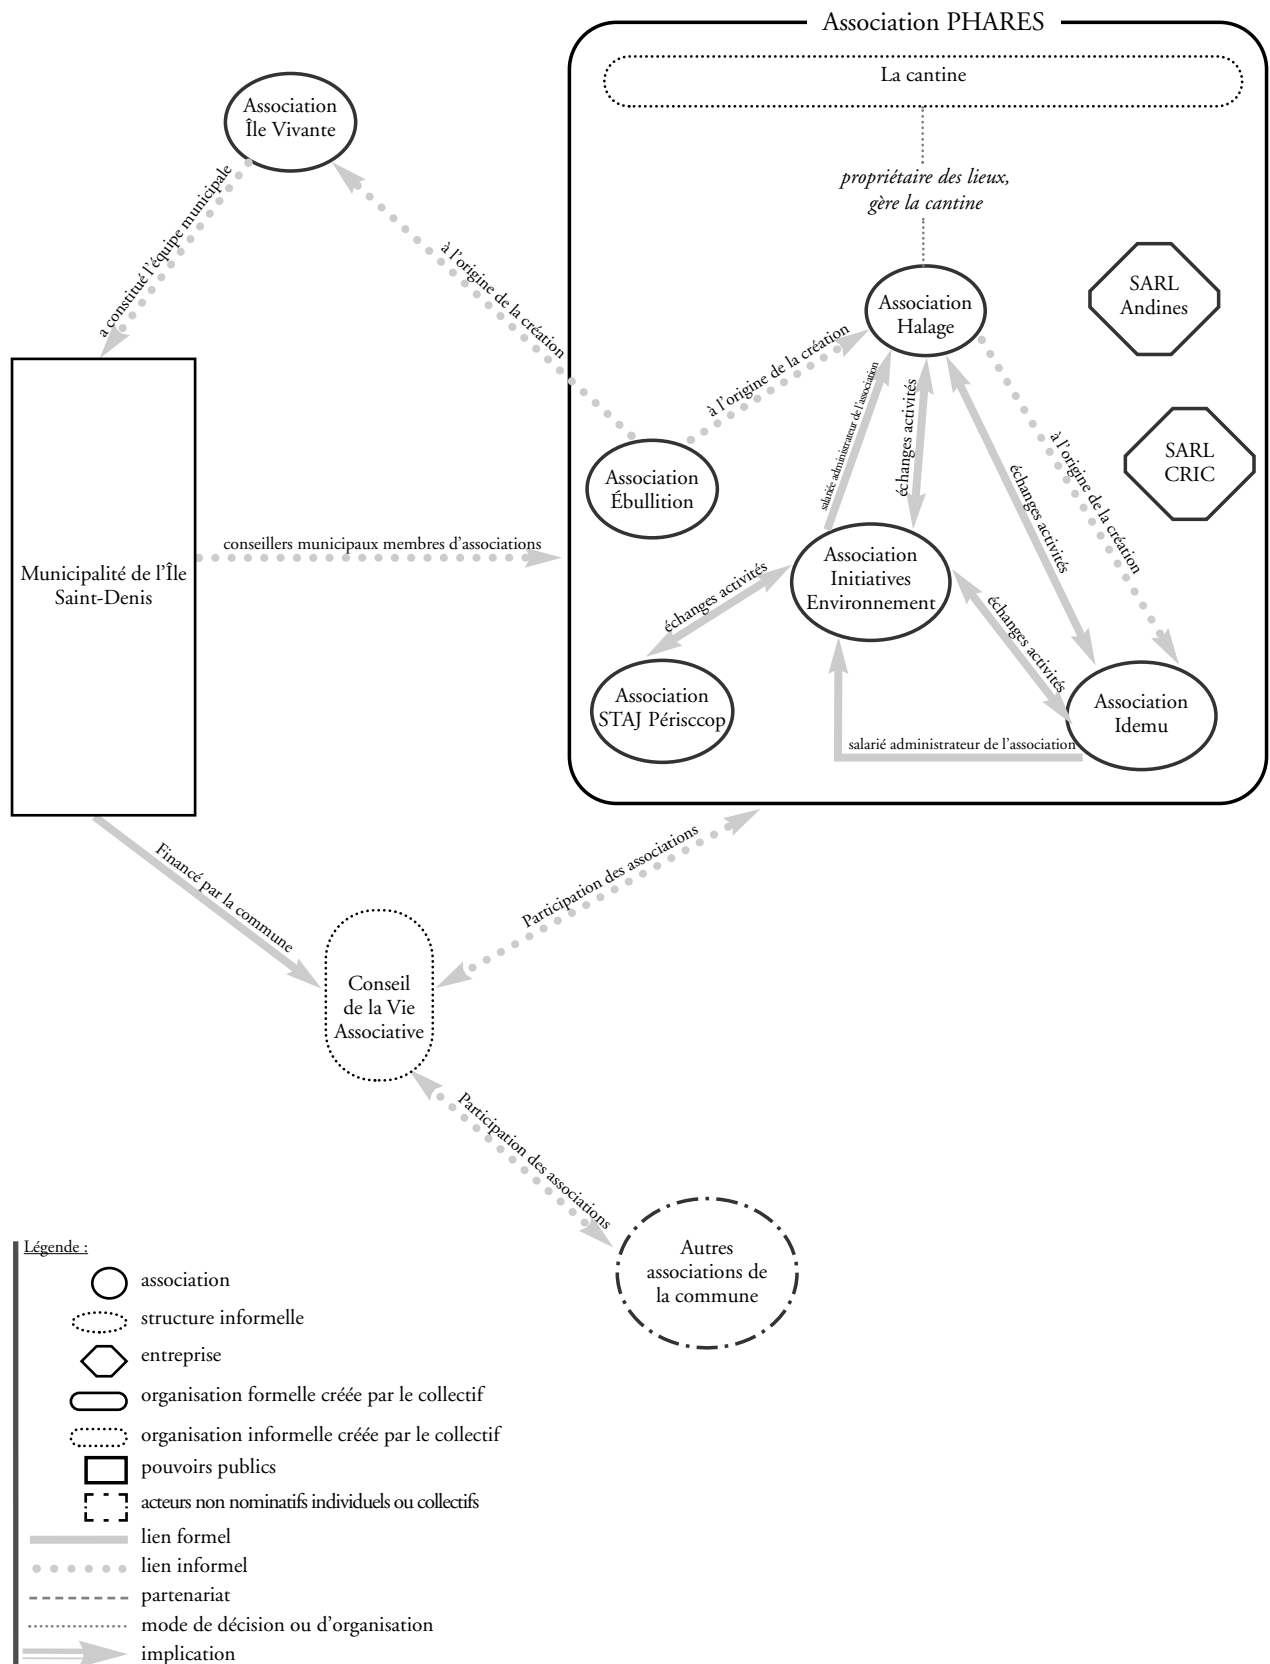 Association PHARES
La cantine
Association
Île Vivante
propriétaire des lieux,
gère la cantine
a constitué l'équipe municipale
à l'origine de la création
SARL
Andines
Association
Halage
à l'origine de la création
salariée administrateur de l'association
échanges activités
échanges activités
à l'origine de la création
SARL
CRIC
Association
Ébullition
conseillers municipaux membres d'associations
Municipalité de l'Île
Saint-Denis
Association
Initiatives
Environnement
échanges activités
échanges activités
Association
STAJ Périsccop
Association
Idemu
salarié administrateur de l'association
Financé par la commune
Participation des associations
Conseil
de la Vie
Associative
Participation des associations
Autres
associations de
la commune
Légende :
association
structure informelle
entreprise
organisation formelle créée par le collectif
organisation informelle créée par le collectif
pouvoirs publics
acteurs non nominatifs individuels ou collectifs
lien formel
lien informel
partenariat
mode de décision ou d'organisation
implication